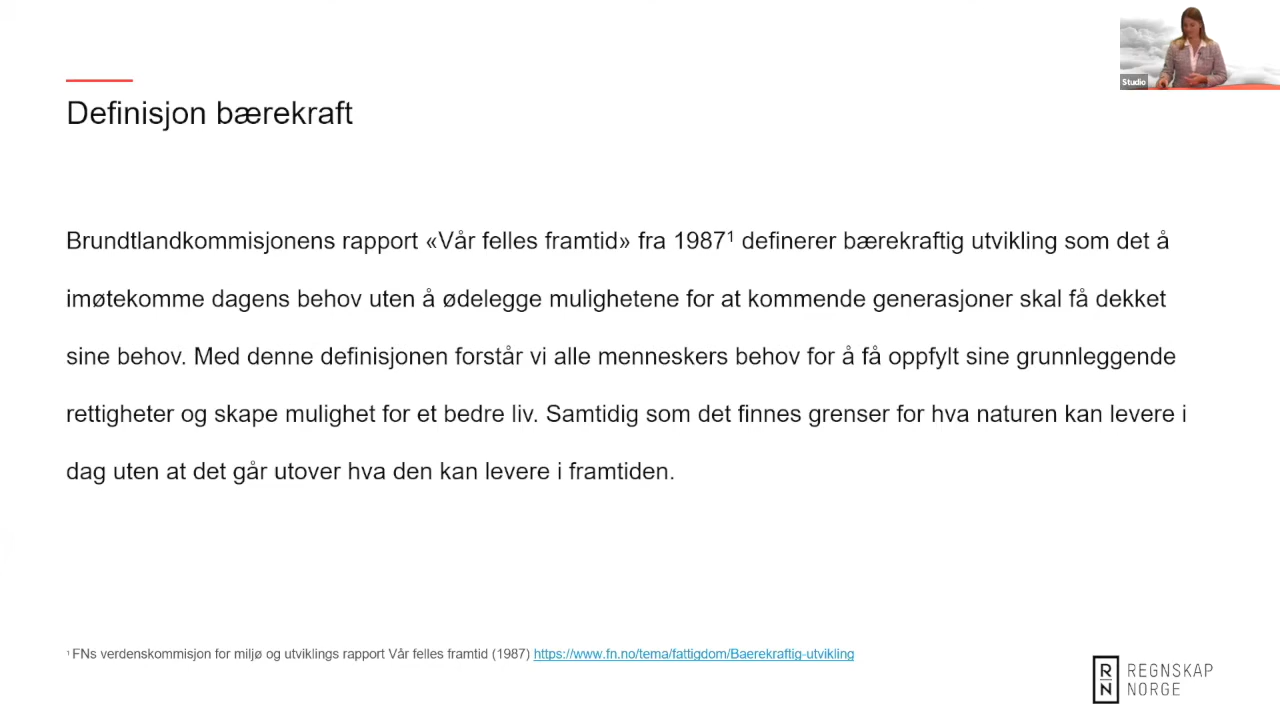 Studio
Definisjon bærekraft
Brundtlandkommisjonens rapport «Vår felles framtid» fra 1987¹ definerer bærekraftig utvikling som det å
imøtekomme dagens behov uten å ødelegge mulighetene for at kommende generasjoner skal få dekket
sine behov. Med denne definisjonen forstår vi alle menneskers behov for å få oppfylt sine grunnleggende
rettigheter og skape mulighet for et bedre liv. Samtidig som det finnes grenser for hva naturen kan levere i
dag uten at det går utover hva den kan levere i framtiden.
¹ FNs verdenskommisjon for miljø og utviklings rapport Vår felles framtid (1987) https://www.fn.no/tema/fattigdom/Baerekraftig-utvikling
RN REGNSKAP
NORGE